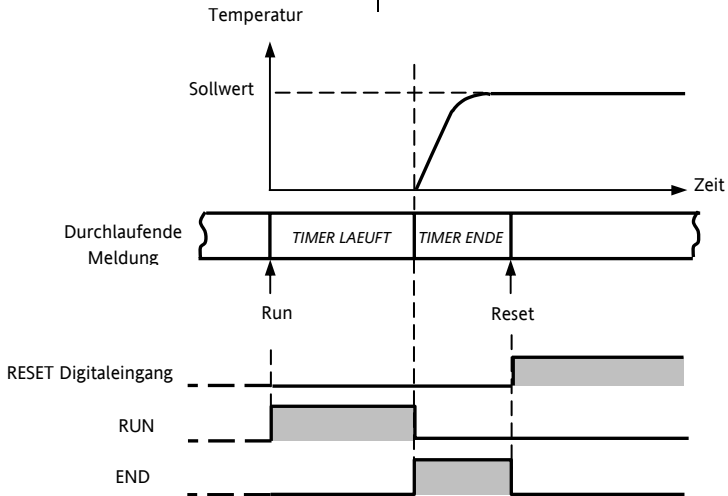 Temperatur
Sollwert
Zeit
Durchlaufende
Meldung
TIMER LAEUFT
TIMER ENDE
Run
Reset
RESET Digitaleingang
RUN
END